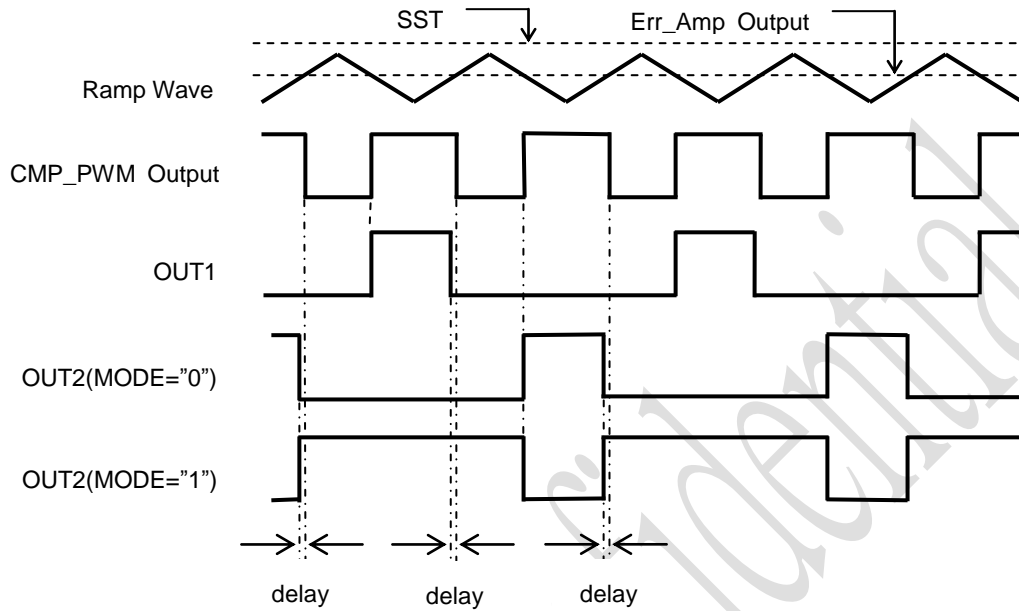 SST
Err_Amp Output
Ramp Wave
CMP_PWM Output
OUT1
OUT2(MODE=”0”)
OUT2(MODE=”1”)
delay
delay
delay